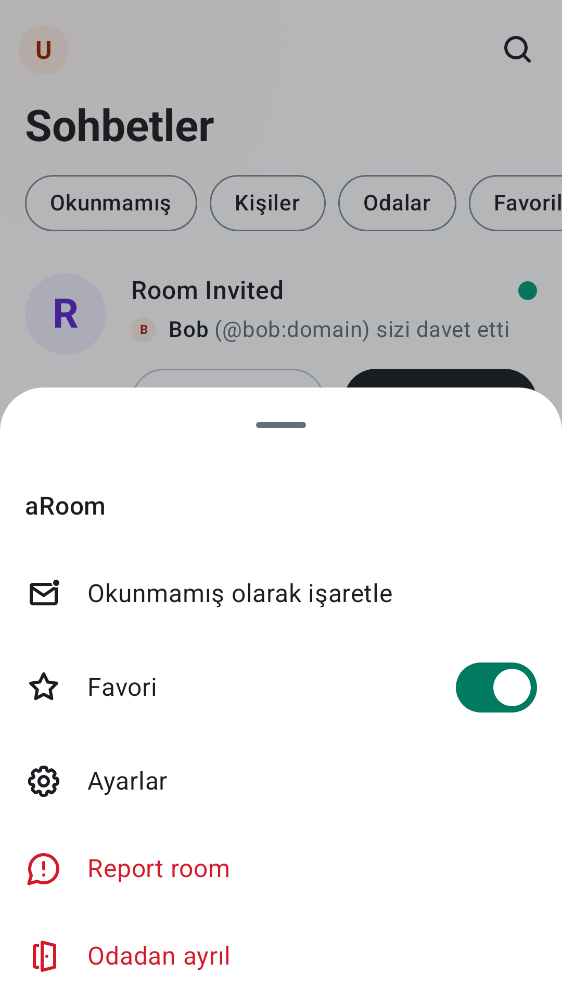 U
Sohbetler
Okunmamış
Kişiler
Odalar
Favoril
R
Room Invited
B
Bob (@bob:domain) sizi davet etti
aRoom
Okunmamış olarak işaretle
Favori
Ayarlar
Report room
Odadan ayrıl